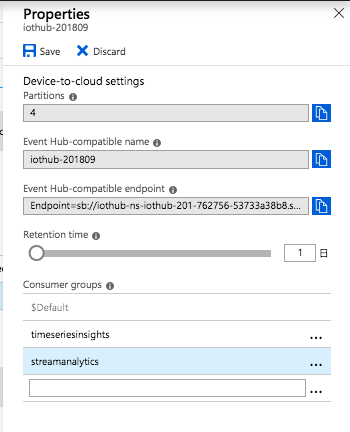 Properties
iothub-201809
Save Discard
Device-to-cloud settings
Partitions
4
Event Hub-compatible name
iothub-201809
Event Hub-compatible endpoint
Endpoint=sb://iothub-ns-iothub-201-762756-53733a38b8.s...
Retention time
1 日
Consumer groups
$Default
timeseriesinsights ...
streamanalytics ...
...